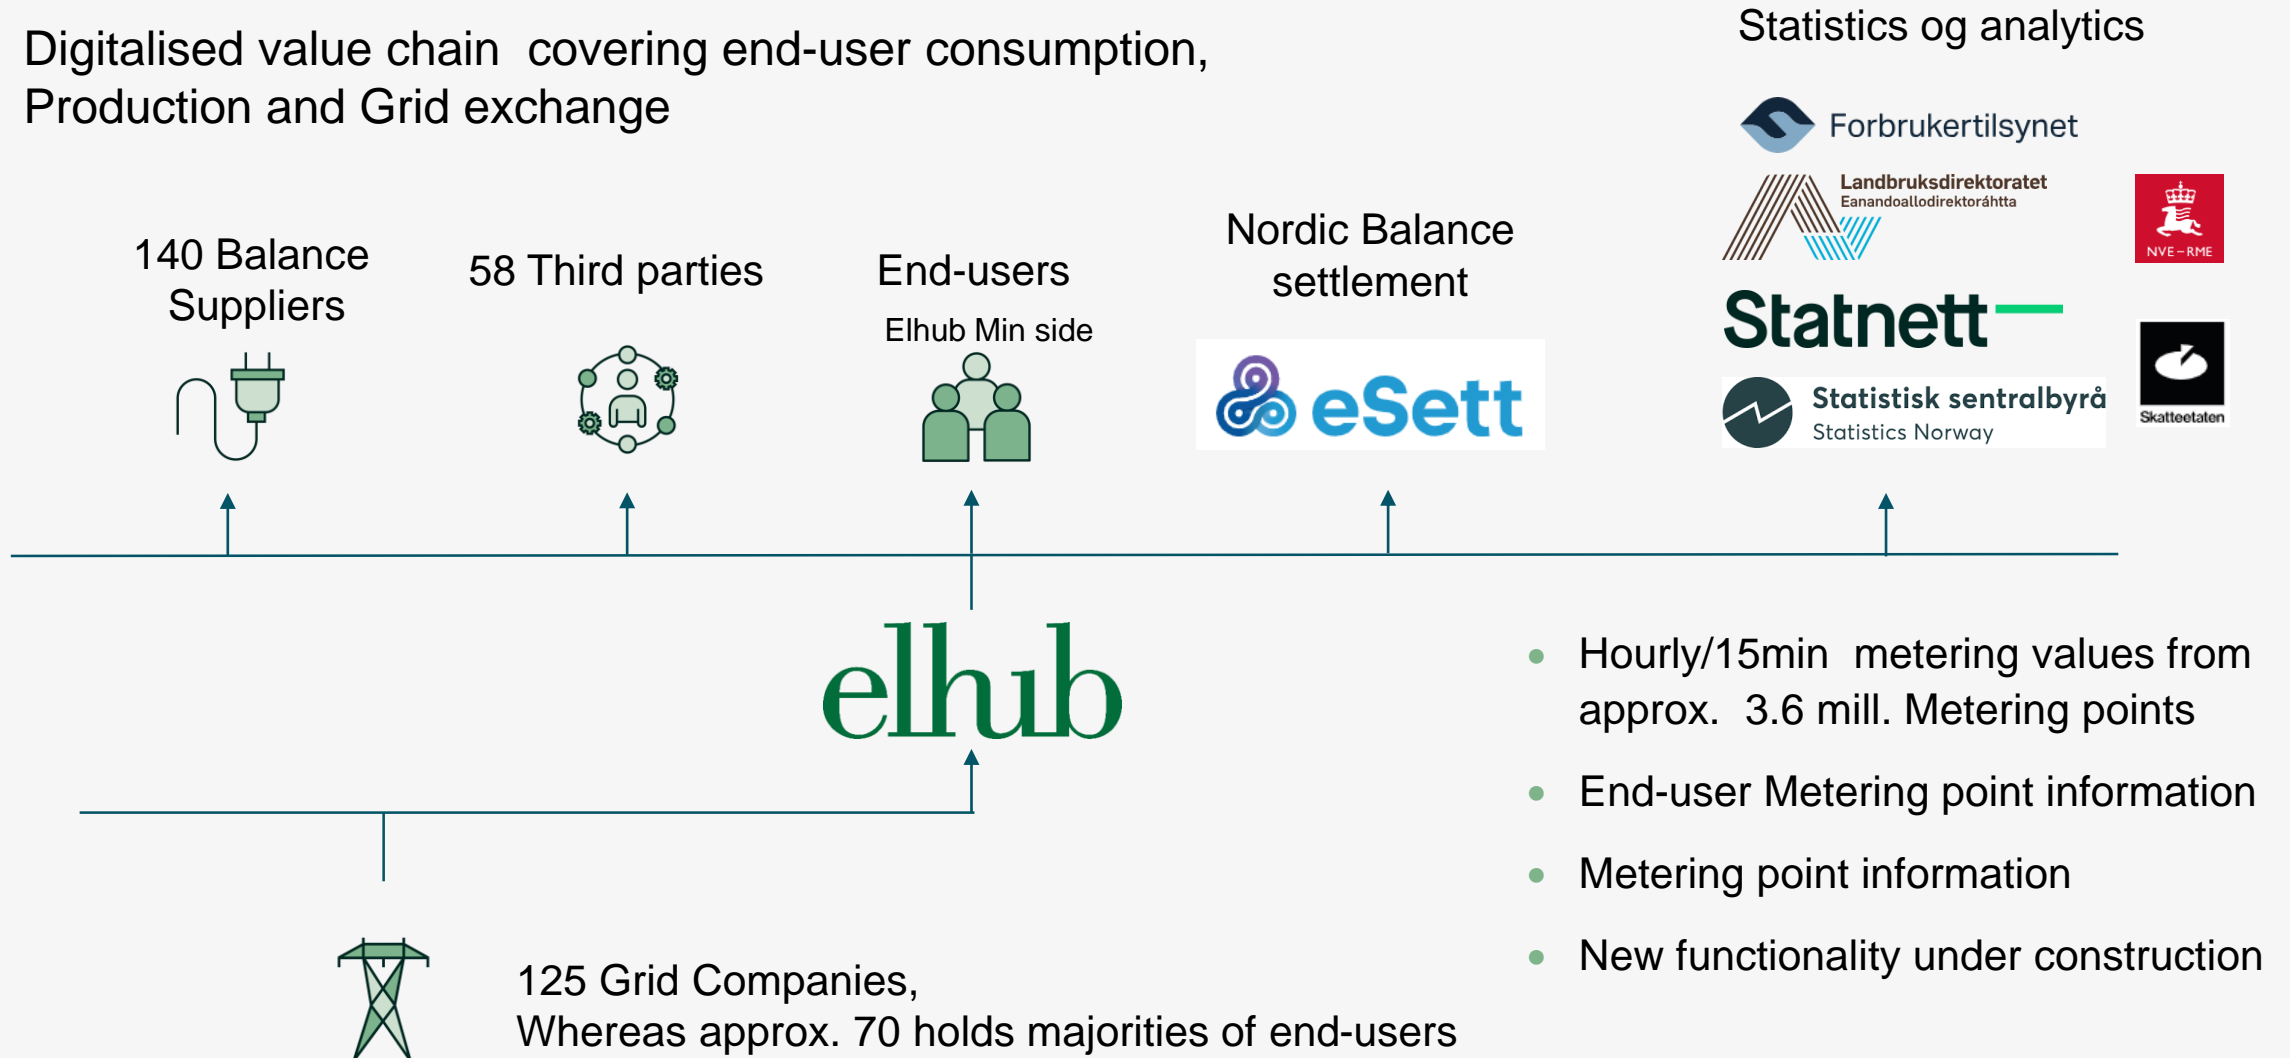 Digitalised value chain covering end-user consumption,
Production and Grid exchange
Statistics og analytics
Forbrukertilsynet
Landbruksdirektoratet
Eanandoallodirektoráhtta
NVE – RME
Statnett
Skatteetaten
Statistisk sentralbyrå
Statistics Norway
140 Balance
Suppliers
58 Third parties
End-users
Elhub Min side
Nordic Balance
settlement
eSett
elhub
Hourly/15min metering values from
approx. 3.6 mill. Metering points
End-user Metering point information
Metering point information
New functionality under construction
125 Grid Companies,
Whereas approx. 70 holds majorities of end-users